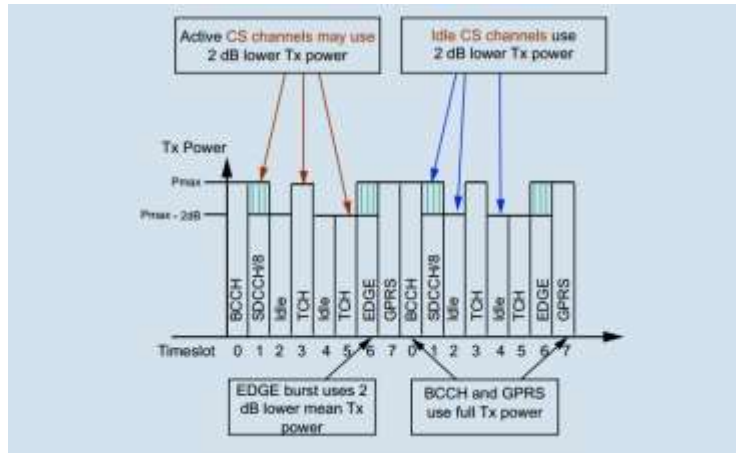 Active CS channels may use
2 dB lower Tx power
Idle CS channels use
2 dB lower Tx power
Tx Power
Pmax
Pmax - 2dB
BCCH
SDCCH/8
Idle
TCH
Idle
TCH
EDGE
GPRS
BCCH
SDCCH/8
Idle
TCH
Idle
TCH
EDGE
GPRS
Timeslot 0 1 2 3 4 5 6 7 0 1 2 3 4 5 6 7
EDGE burst uses 2
dB lower mean Tx
power
BCCH and GPRS
use full Tx power